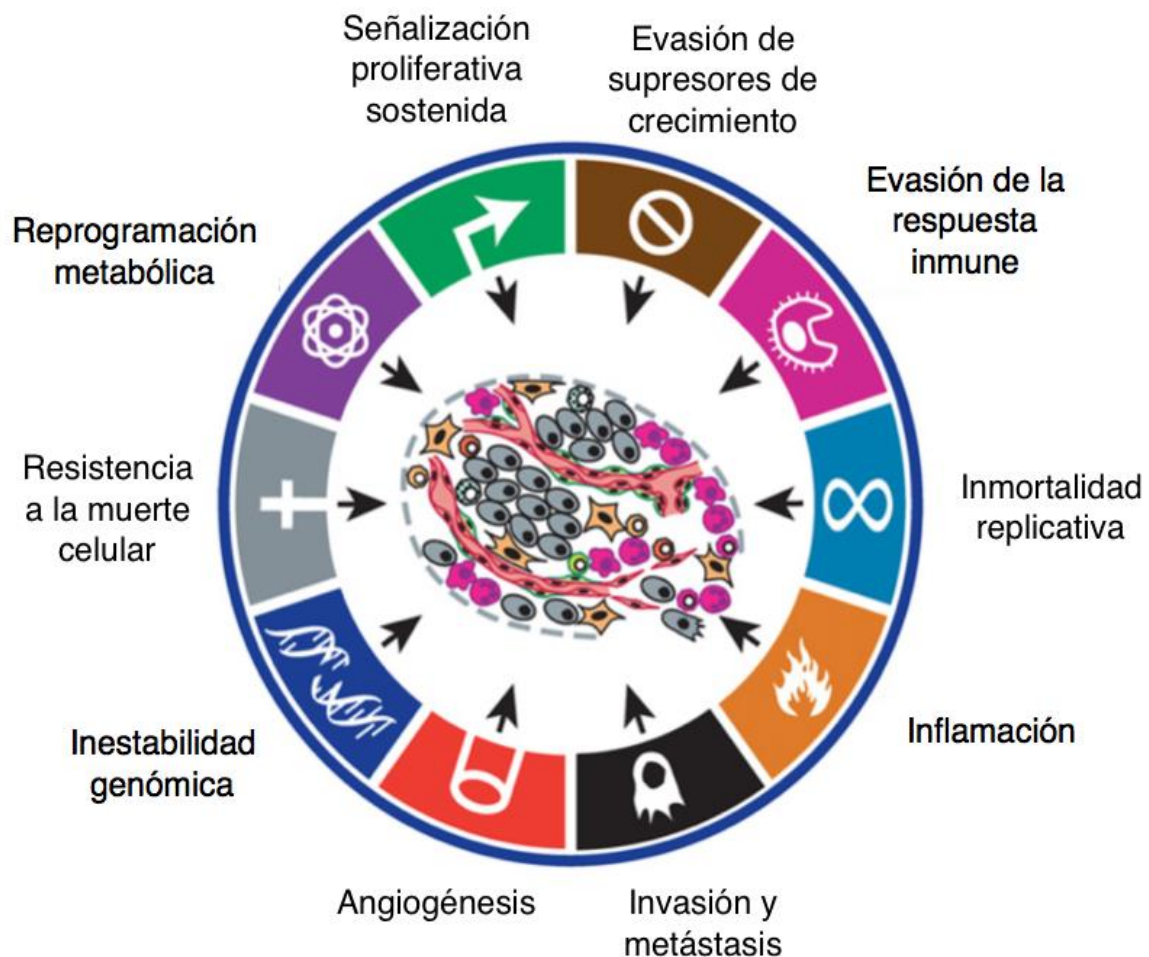 Señalización
proliferativa
sostenida
Evasión de
supresores de
crecimiento
Evasión de la
respuesta
inmune
Reprogramación
metabólica
Resistencia
a la muerte
celular
Inmortalidad
replicativa
Inestabilidad
genómica
Inflamación
Angiogénesis
Invasión y
metástasis